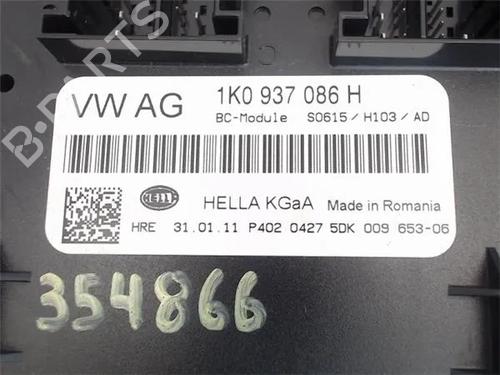 B-PARTS
VW AG
1K0 937 086 H
BC-Module S0615 / H103 / AD
HELLA
HELLA KGaA Made in Romania
HRE 31.01.11 P402 0427 5DK 009 653-06
354866